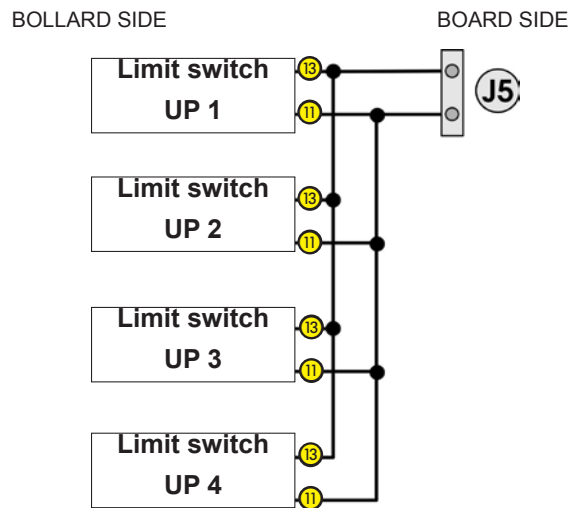 BOLLARD SIDE
BOARD SIDE
Limit switch
UP 1
13
11
J5
Limit switch
UP 2
13
11
Limit switch
UP 3
13
11
Limit switch
UP 4
13
11